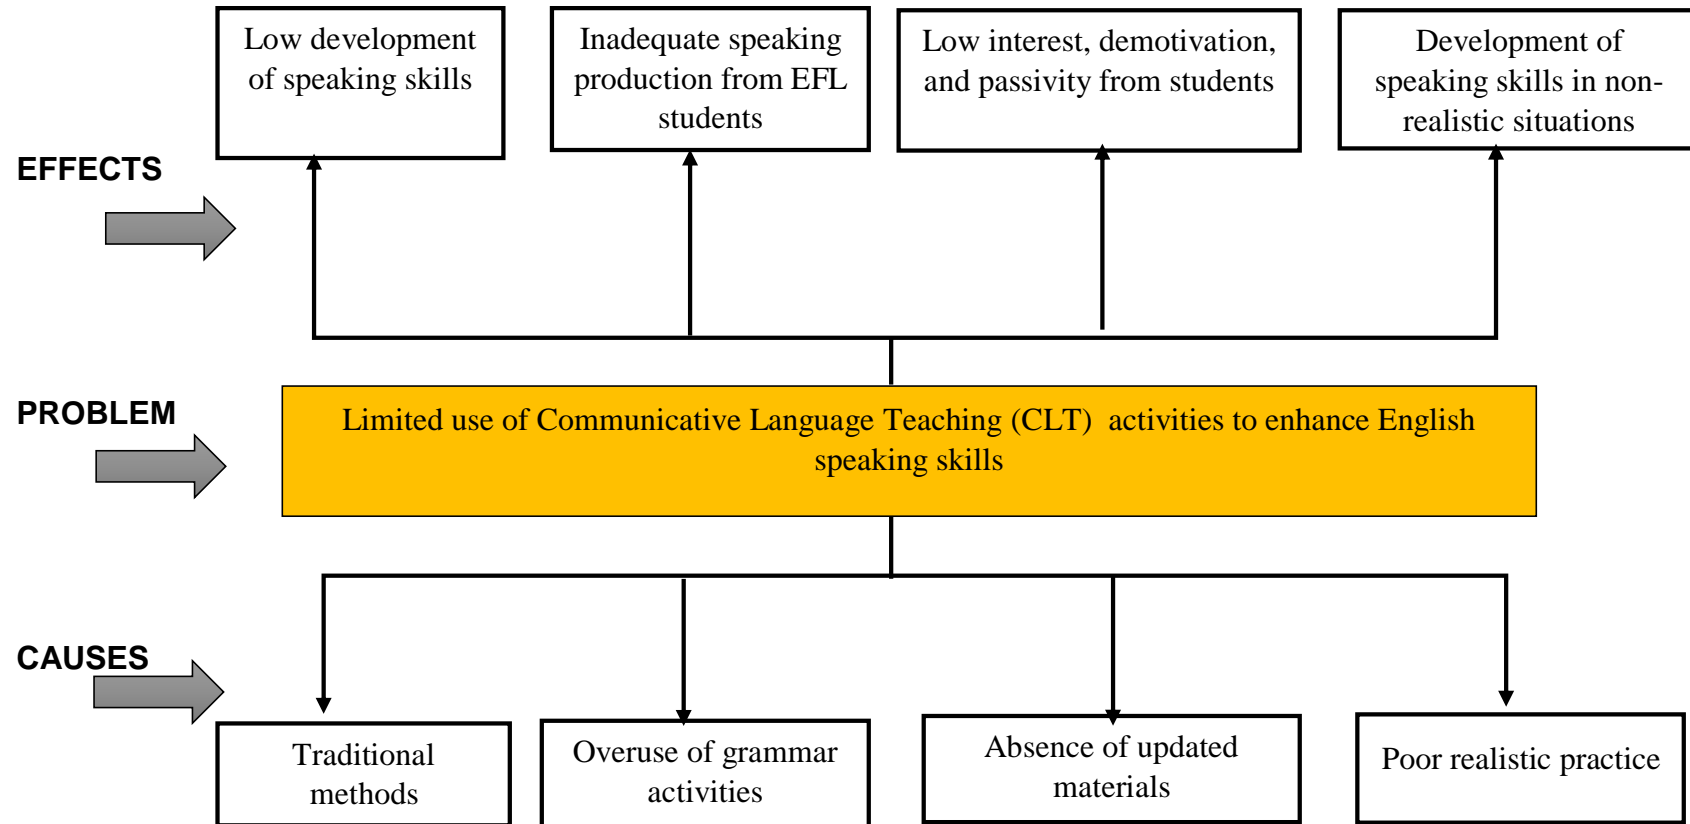 Low development
of speaking skills
Inadequate speaking
production from EFL
students
Low interest, demotivation,
and passivity from students
Development of
speaking skills in non-
realistic situations
EFFECTS
PROBLEM
Limited use of Communicative Language Teaching (CLT) activities to enhance English
speaking skills
CAUSES
Traditional
methods
Overuse of grammar
activities
Absence of updated
materials
Poor realistic practice